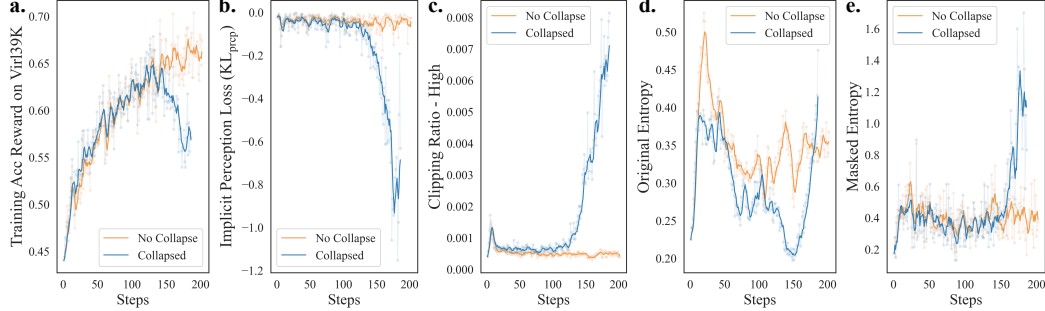 a.
Training Acc Reward on Virl39K
0.70
0.65
0.60
0.55
0.50
0.45
No Collapse
Collapsed
0 50 100 150 200
Steps
b.
Implicit Perception Loss (KLprcp)
0.0
−0.2
−0.4
−0.6
−0.8
−1.0
−1.2
No Collapse
Collapsed
0 50 100 150 200
Steps
c.
Clipping Ratio - High
0.008
0.007
0.006
0.005
0.004
0.003
0.002
0.001
0.000
No Collapse
Collapsed
0 50 100 150 200
Steps
d.
Original Entropy
0.50
0.45
0.40
0.35
0.30
0.25
0.20
No Collapse
Collapsed
0 50 100 150 200
Steps
e.
Masked Entropy
1.6
1.4
1.2
1.0
0.8
0.6
0.4
0.2
No Collapse
Collapsed
0 50 100 150 200
Steps